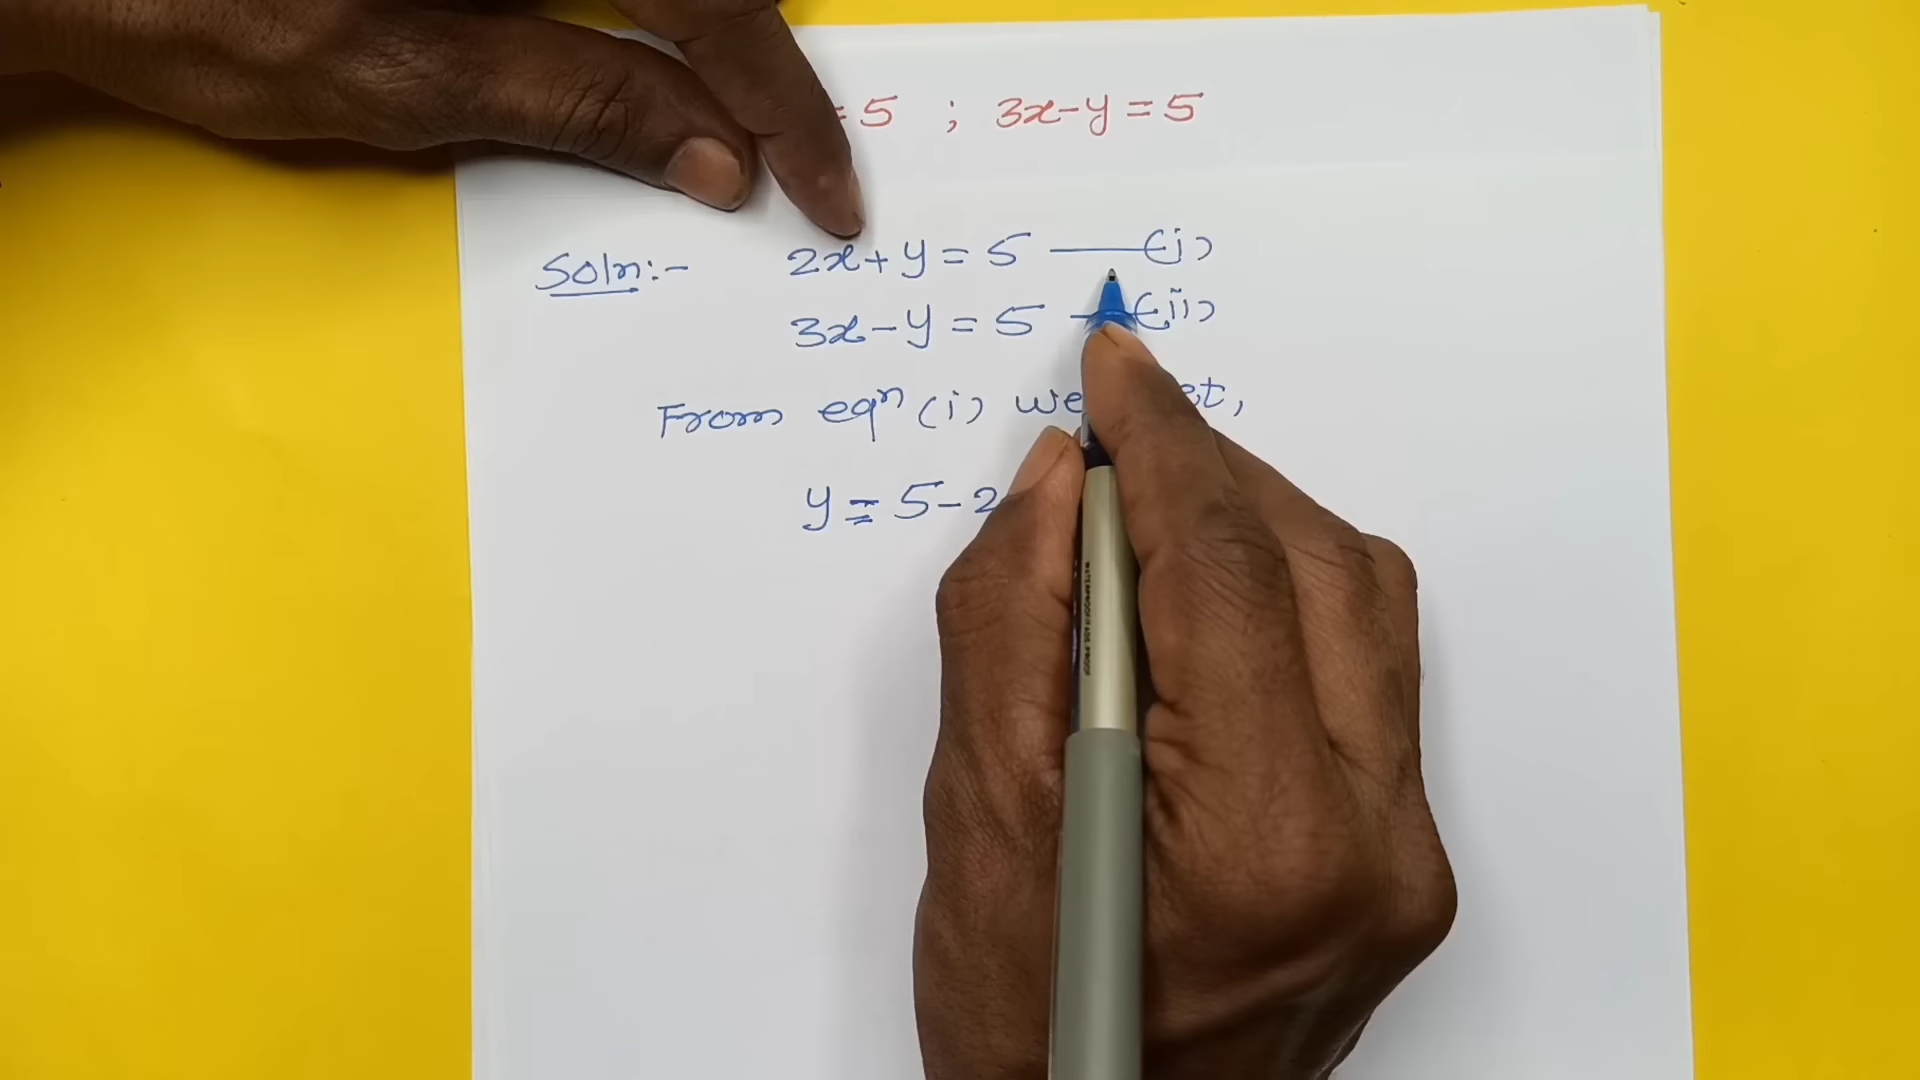 = 5 ; 3x - y = 5
Soln:- 2x + y = 5 —— (i)
3x - y = 5 — (ii)
From eqⁿ (i) we
y = 5 - 2